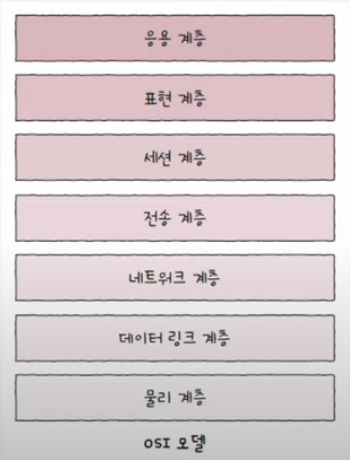 응용 계층
표현 계층
세션 계층
전송 계층
네트워크 계층
데이터 링크 계층
물리 계층
OSI 모델